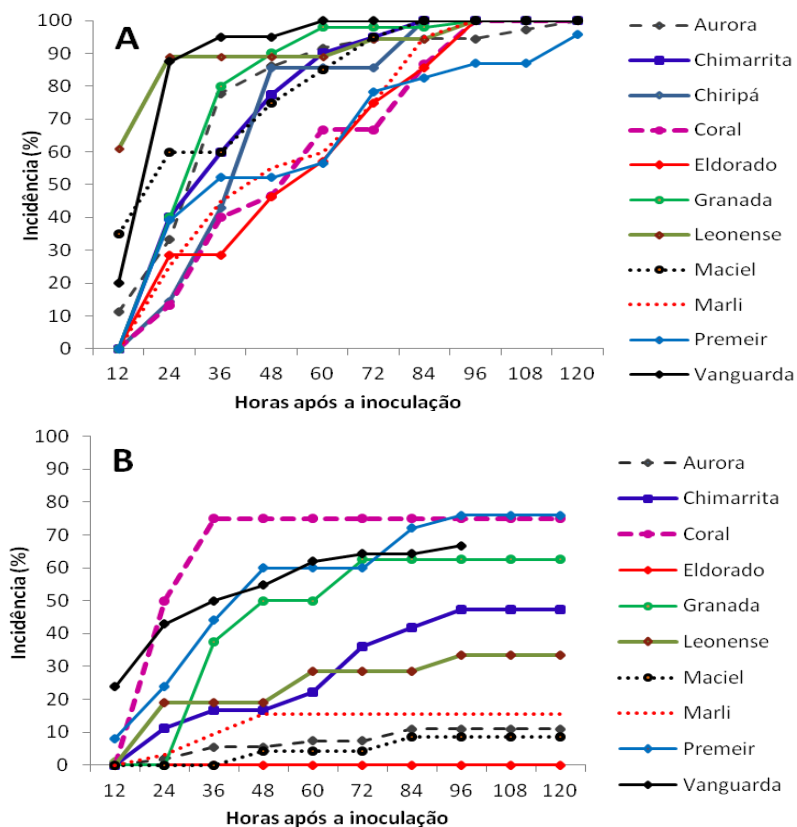 A
Incidência (%)
100
90
80
70
60
50
40
30
20
10
0
12 24 36 48 60 72 84 96 108 120
Horas após a inoculação
Aurora
Chimarrita
Chiripá
Coral
Eldorado
Granada
Leonense
Maciel
Marli
Premeir
Vanguarda
B
Incidência (%)
100
90
80
70
60
50
40
30
20
10
0
12 24 36 48 60 72 84 96 108 120
Horas após a inoculação
Aurora
Chimarrita
Coral
Eldorado
Granada
Leonense
Maciel
Marli
Premeir
Vanguarda